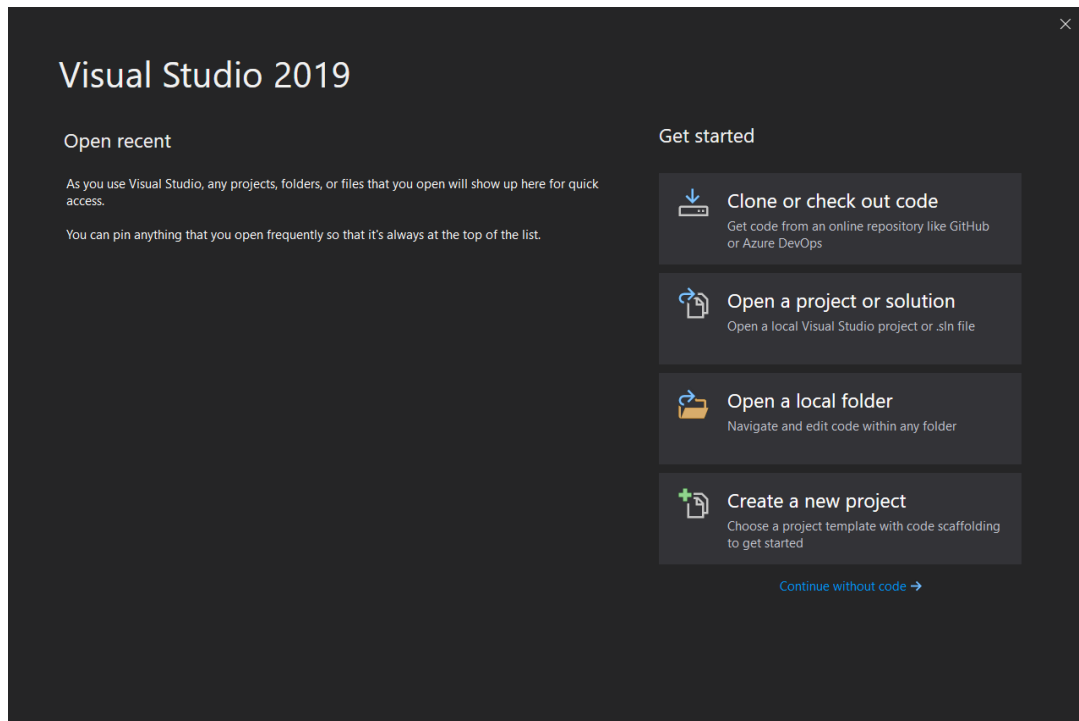 Visual Studio 2019
Open recent
As you use Visual Studio, any projects, folders, or files that you open will show up here for quick
access.
You can pin anything that you open frequently so that it's always at the top of the list.
Get started
Clone or check out code
Get code from an online repository like GitHub
or Azure DevOps
Open a project or solution
Open a local Visual Studio project or .sln file
Open a local folder
Navigate and edit code within any folder
Create a new project
Choose a project template with code scaffolding
to get started
Continue without code →